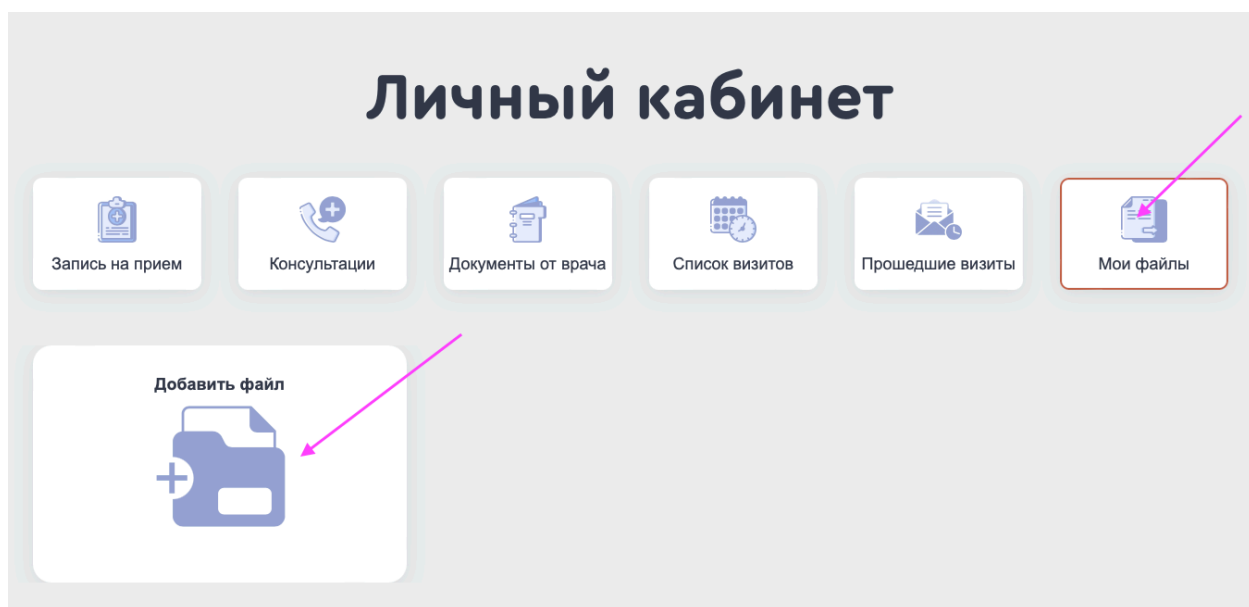 Личный кабинет
Запись на прием
Консультации
Документы от врача
Список визитов
Прошедшие визиты
Мои файлы
Добавить файл